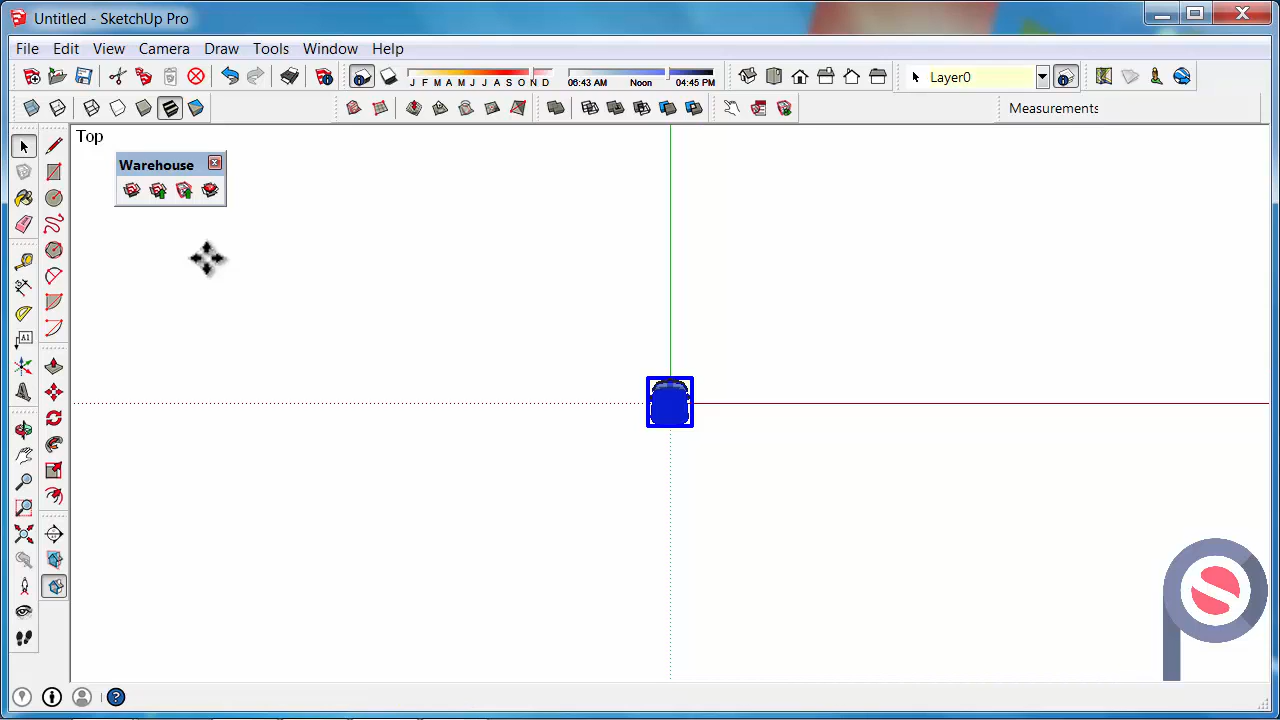 Untitled - SketchUp Pro
File Edit View Camera Draw Tools Window Help
J F M A M J J A S O N D
06:43 AM Noon 04:45 PM
Layer0
Measurements
Top
Warehouse
A1